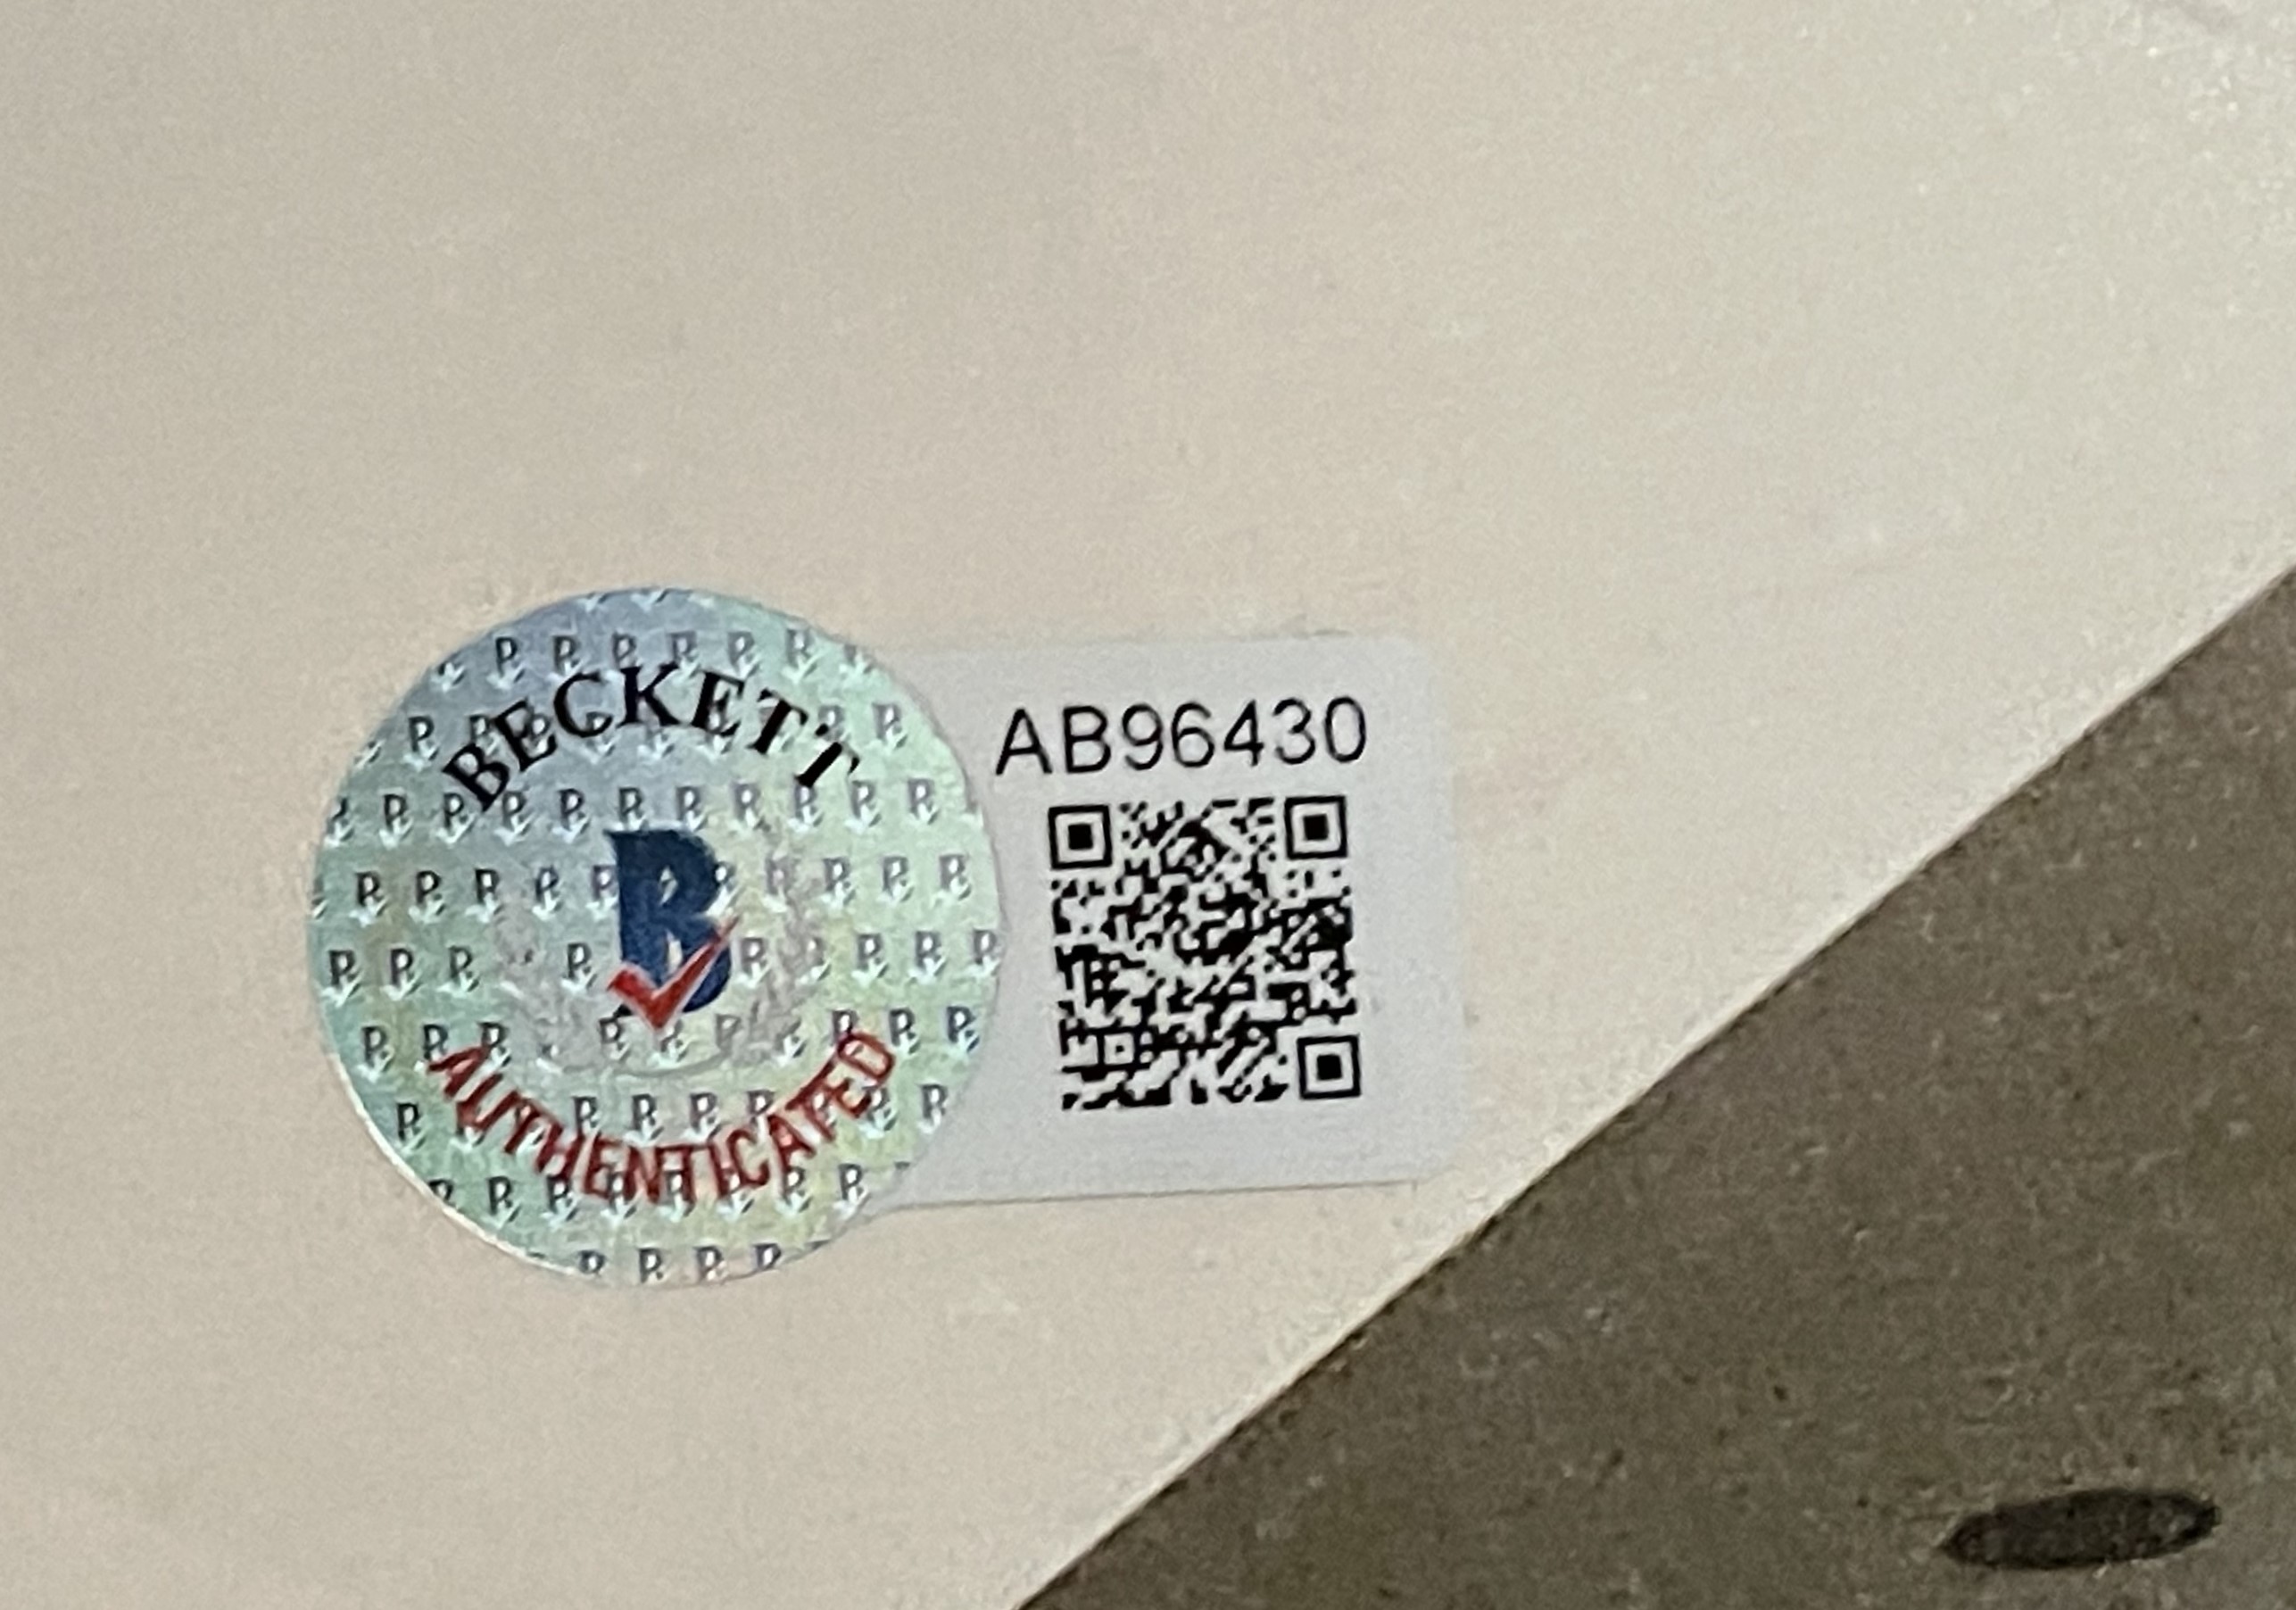 BECKETT
B
AUTHENTICATED
AB96430